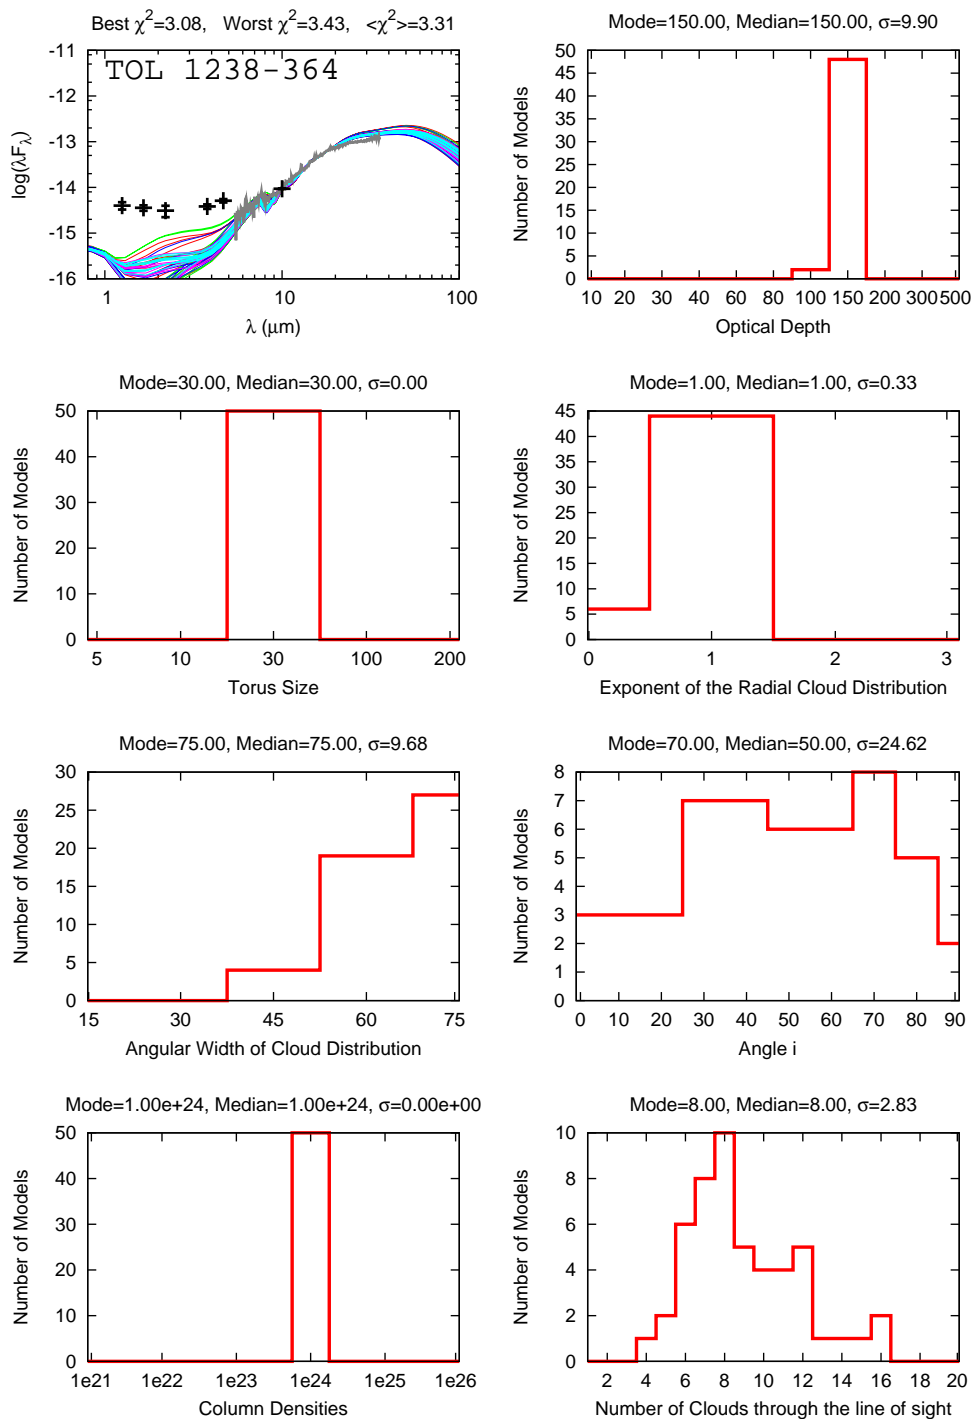 Best χ²=3.08, Worst χ²=3.43, <χ²>=3.31
-11
-12
-13
-14
-15
-16
log(λF_λ)
TOL 1238-364
1 10 100
λ (μm)
Mode=150.00, Median=150.00, σ=9.90
50
45
40
35
30
25
20
15
10
5
0
Number of Models
10 20 30 40 60 80 100 150 200 300 500
Optical Depth
Mode=30.00, Median=30.00, σ=0.00
50
40
30
20
10
0
Number of Models
5 10 30 100 200
Torus Size
Mode=1.00, Median=1.00, σ=0.33
45
40
35
30
25
20
15
10
5
0
Number of Models
0 1 2 3
Exponent of the Radial Cloud Distribution
Mode=75.00, Median=75.00, σ=9.68
30
25
20
15
10
5
0
Number of Models
15 30 45 60 75
Angular Width of Cloud Distribution
Mode=70.00, Median=50.00, σ=24.62
8
7
6
5
4
3
2
1
0
Number of Models
0 10 20 30 40 50 60 70 80 90
Angle i
Mode=1.00e+24, Median=1.00e+24, σ=0.00e+00
50
40
30
20
10
0
Number of Models
1e21 1e22 1e23 1e24 1e25 1e26
Column Densities
Mode=8.00, Median=8.00, σ=2.83
10
8
6
4
2
0
Number of Models
2 4 6 8 10 12 14 16 18 20
Number of Clouds through the line of sight